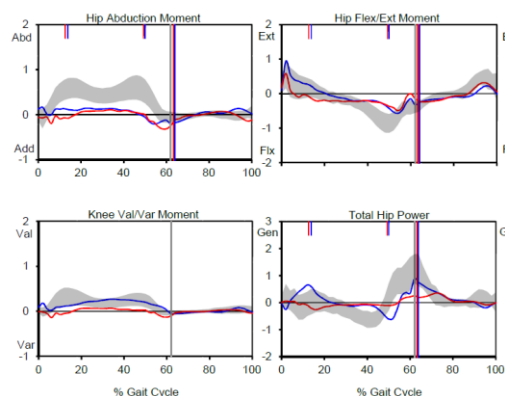 Hip Abduction Moment
2
Abd
1
0
Add
-1
0 20 40 60 80 100
Hip Flex/Ext Moment
2
Ext
1
0
-1
Flx
-2
0 20 40 60 80 100
Knee Val/Var Moment
2
Val
1
0
Var
-1
0 20 40 60 80 100
% Gait Cycle
Total Hip Power
3
Gen
2
1
0
-1
-2
0 20 40 60 80 100
% Gait Cycle